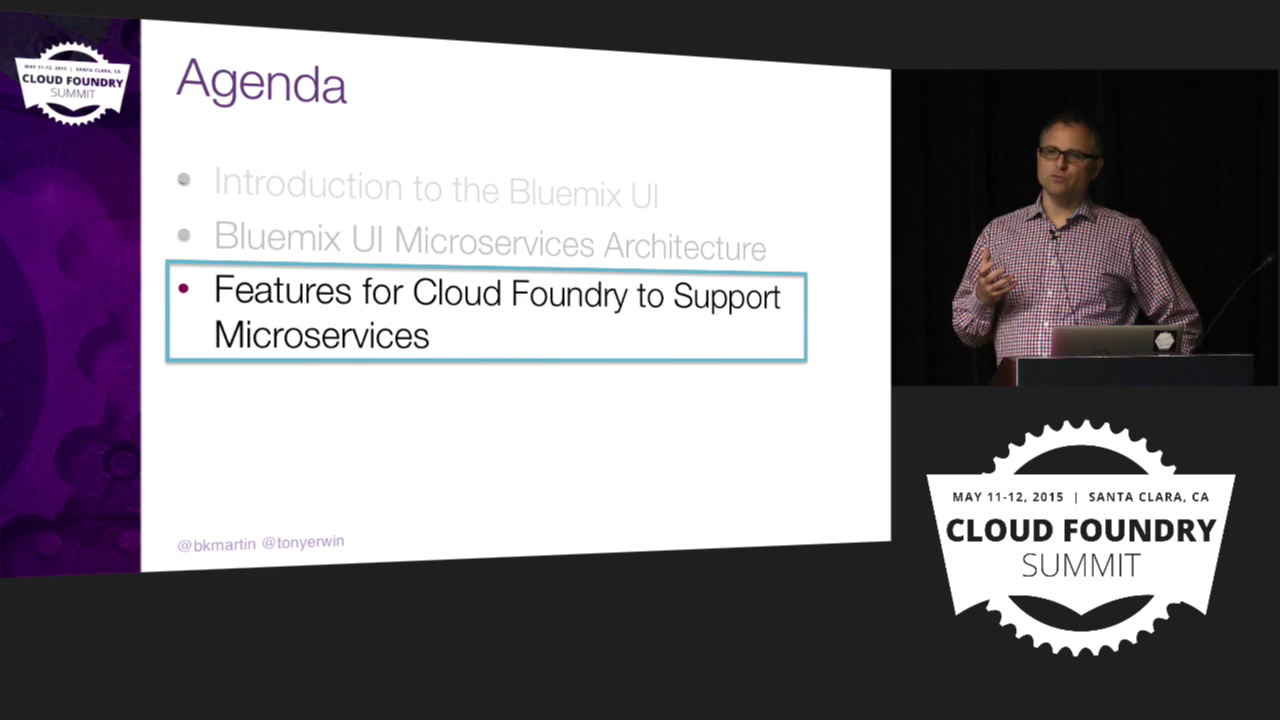 MAY 11-12, 2015 | SANTA CLARA, CA
CLOUD FOUNDRY
SUMMIT
Agenda
Introduction to the Bluemix UI
Bluemix UI Microservices Architecture
Features for Cloud Foundry to Support
Microservices
@bkmartin @tonyerwin
MAY 11-12, 2015 | SANTA CLARA, CA
CLOUD FOUNDRY
SUMMIT